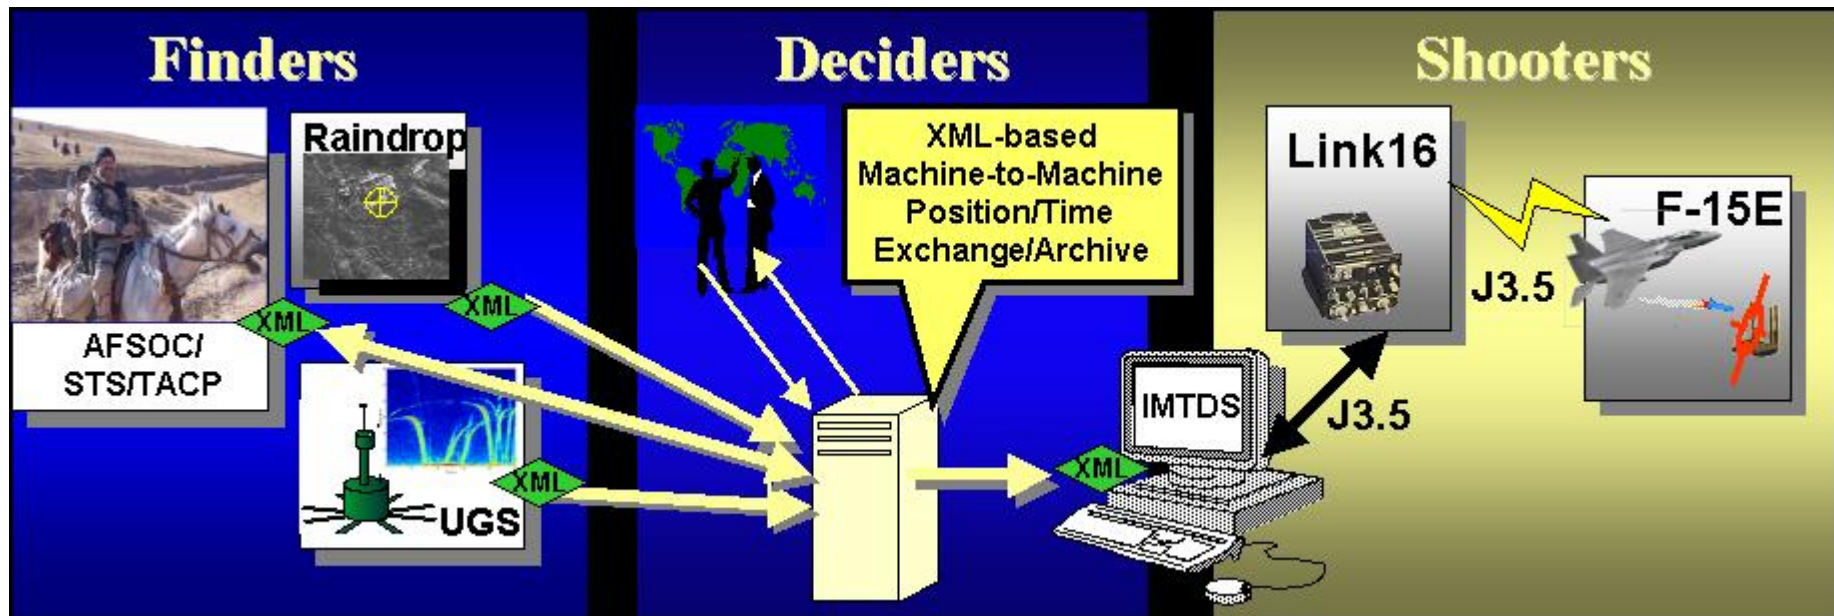 Finders
Deciders
Shooters
Raindrop
XML
XML
AFSOC/
STS/TACP
XML
UGS
XML-based
Machine-to-Machine
Position/Time
Exchange/Archive
XML
IMTDS
J3.5
Link16
J3.5
F-15E